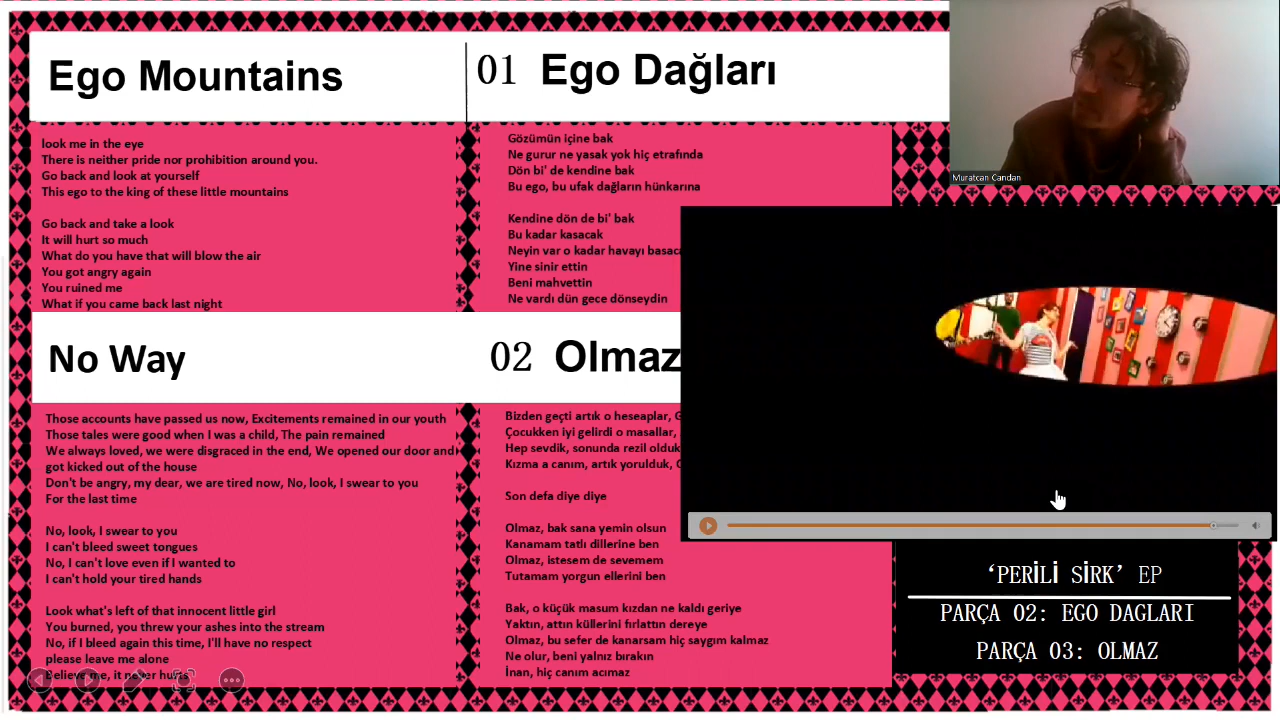 Ego Mountains
01 Ego Dağları
look me in the eye
There is neither pride nor prohibition around you.
Go back and look at yourself
This ego to the king of these little mountains
Go back and take a look
It will hurt so much
What do you have that will blow the air
You got angry again
You ruined me
What if you came back last night
Gözümün içine bak
Ne gurur ne yasak yok hiç etrafında
Dön bi' de kendine bak
Bu ego, bu ufak dağların hünkarına
Kendine dön de bi' bak
Bu kadar kasacak
Neyin var o kadar havayı
Yine sinir ettin
Beni mahvettin
Ne vardı dün gece dönseydin
Muratcan Candan
No Way
02 Olmaz
Those accounts have passed us now, Excitements remained in our youth
Those tales were good when I was a child, The pain remained
We always loved, we were disgraced in the end, We opened our door and
got kicked out of the house
Don't be angry, my dear, we are tired now, No, look, I swear to you
For the last time
No, look, I swear to you
I can't bleed sweet tongues
No, I can't love even if I wanted to
I can't hold your tired hands
Look what's left of that innocent little girl
You burned, you threw your ashes into the stream
No, if I bleed again this time, I'll have no respect
please leave me alone
Believe me, it never hurts
Bizden geçti artık o heseaplar,
Çocukken iyi gelirdi o masallar,
Hep sevdik, sonunda rezil olduk
Kızma a canım, artık yorulduk,
Son defa diye diye
Olmaz, bak sana yemin olsun
Kanamam tatlı dillerine ben
Olmaz, istesem de sevemem
Tutamam yorgun ellerini ben
Bak, o küçük masum kızdan ne kaldı geriye
Yaktın, attın küllerini fırlattın dereye
Olmaz, bu sefer de kanarsam hiç saygım kalmaz
Ne olur, beni yalnız bırakın
İnan, hiç canım acımaz
‘PERİLİ SİRK’ EP
PARÇA 02: EGO DAGLARI
PARÇA 03: OLMAZ